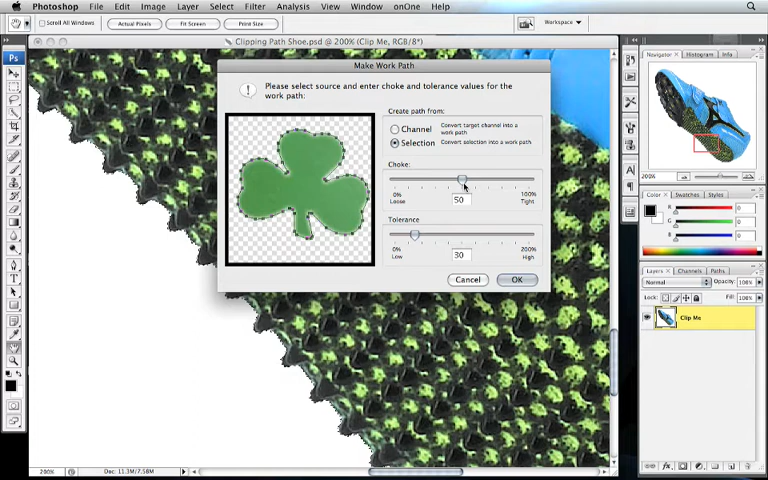 Photoshop File Edit Image Layer Select Filter Analysis View Window onOne Help
Scroll All Windows Actual Pixels Fit Screen Print Size Workspace
Clipping Path Shoe.psd @ 200% (Clip Me, RGB/8*)
Ps
Make Work Path
Please select source and enter choke and tolerance values for the
work path:
Create path from:
Channel Convert target channel into a
work path
Selection Convert selection into a work path
Choke:
0% 100%
Loose 50 Tight
Tolerance
0% 200%
Low 30 High
Cancel OK
Navigator Histogram Info
200%
Color Swatches Styles
R 0
G 0
B 0
Layers Channels Paths
Normal Opacity: 100%
Lock: Fill: 100%
Clip Me
200% Doc: 11.3M/7.58M